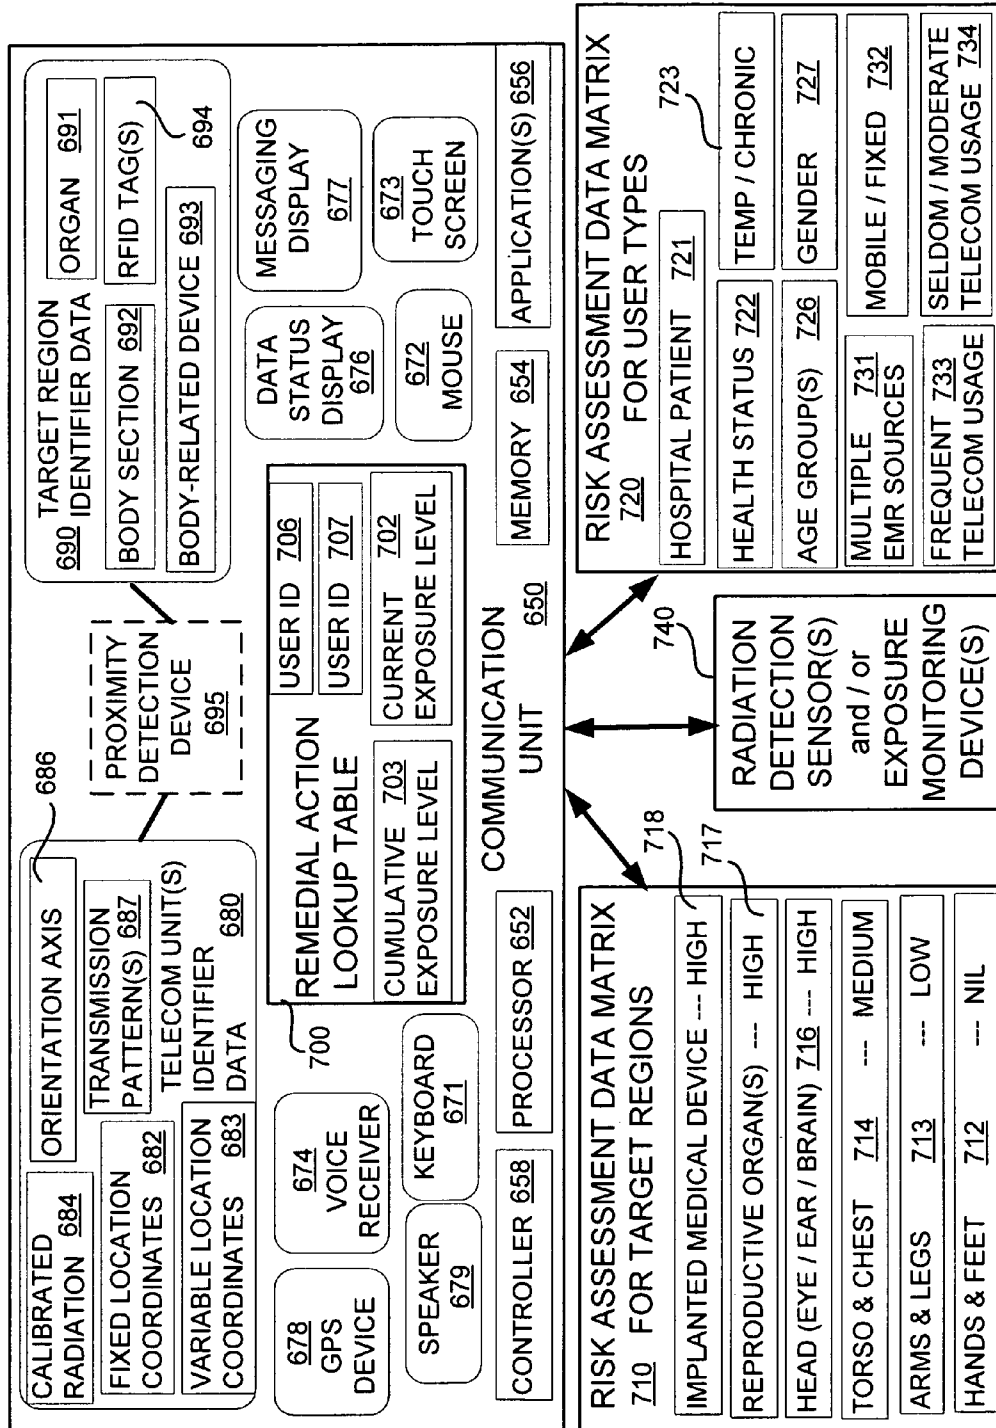 CALIBRATED
RADIATION 684
ORIENTATION AXIS
686
FIXED LOCATION
COORDINATES 682
TRANSMISSION
PATTERN(S) 687
VARIABLE LOCATION
COORDINATES 683
TELECOM UNIT(S)
IDENTIFIER
DATA 680
PROXIMITY
DETECTION
DEVICE
695
690 TARGET REGION
IDENTIFIER DATA
ORGAN 691
BODY SECTION 692
RFID TAG(S)
694
BODY-RELATED DEVICE 693
678
GPS
DEVICE
674
VOICE
RECEIVER
SPEAKER
679
KEYBOARD
671
700
REMEDIAL ACTION
LOOKUP TABLE
USER ID 706
USER ID 707
CUMULATIVE 703
EXPOSURE LEVEL
CURRENT 702
EXPOSURE LEVEL
DATA
STATUS
DISPLAY
676
MESSAGING
DISPLAY
677
672
MOUSE
673
TOUCH
SCREEN
CONTROLLER 658
PROCESSOR 652
COMMUNICATION
UNIT 650
MEMORY 654
APPLICATION(S) 656
RISK ASSESSMENT DATA MATRIX
710 FOR TARGET REGIONS
IMPLANTED MEDICAL DEVICE --- HIGH
718
REPRODUCTIVE ORGAN(S) --- HIGH
717
HEAD (EYE / EAR / BRAIN) 716 --- HIGH
TORSO & CHEST 714 --- MEDIUM
ARMS & LEGS 713 --- LOW
HANDS & FEET 712 --- NIL
740
RADIATION
DETECTION
SENSOR(S)
and / or
EXPOSURE
MONITORING
DEVICE(S)
RISK ASSESSMENT DATA MATRIX
720 FOR USER TYPES
HOSPITAL PATIENT 721
723
HEALTH STATUS 722
TEMP / CHRONIC
AGE GROUP(S) 726
GENDER 727
MULTIPLE 731
EMR SOURCES
MOBILE / FIXED 732
FREQUENT 733
TELECOM USAGE
SELDOM / MODERATE
TELECOM USAGE 734